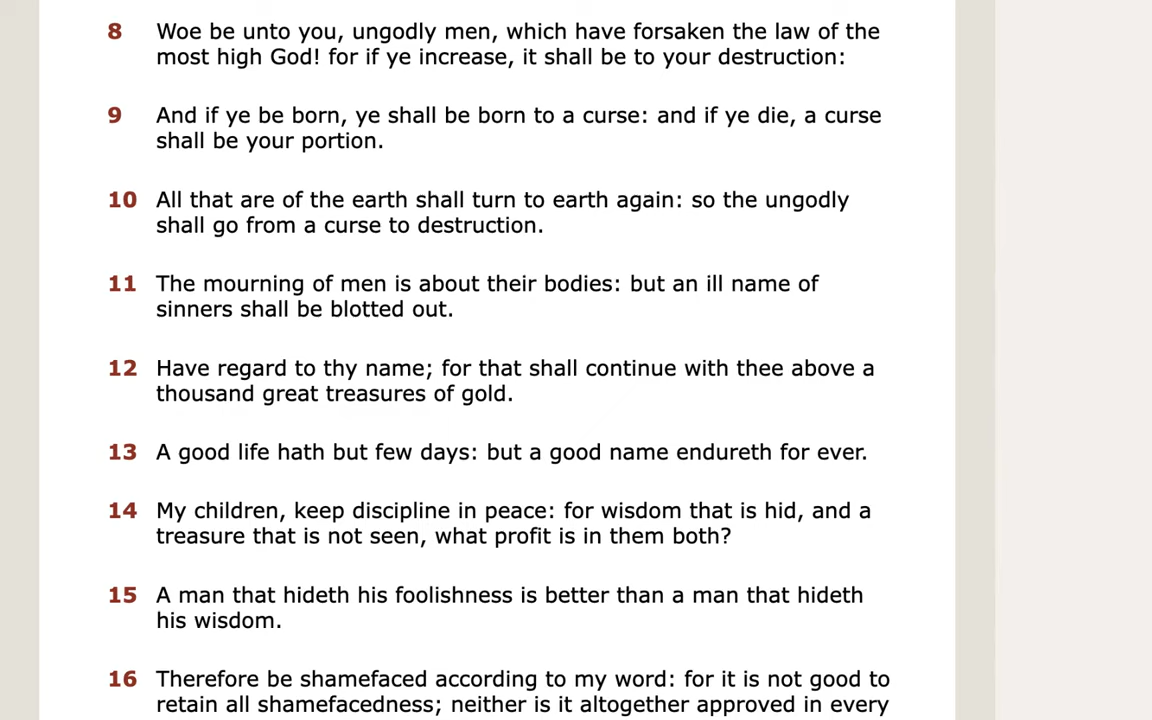 8 Woe be unto you, ungodly men, which have forsaken the law of the
most high God! for if ye increase, it shall be to your destruction:
9 And if ye be born, ye shall be born to a curse: and if ye die, a curse
shall be your portion.
10 All that are of the earth shall turn to earth again: so the ungodly
shall go from a curse to destruction.
11 The mourning of men is about their bodies: but an ill name of
sinners shall be blotted out.
12 Have regard to thy name; for that shall continue with thee above a
thousand great treasures of gold.
13 A good life hath but few days: but a good name endureth for ever.
14 My children, keep discipline in peace: for wisdom that is hid, and a
treasure that is not seen, what profit is in them both?
15 A man that hideth his foolishness is better than a man that hideth
his wisdom.
16 Therefore be shamefaced according to my word: for it is not good to
retain all shamefacedness; neither is it altogether approved in every